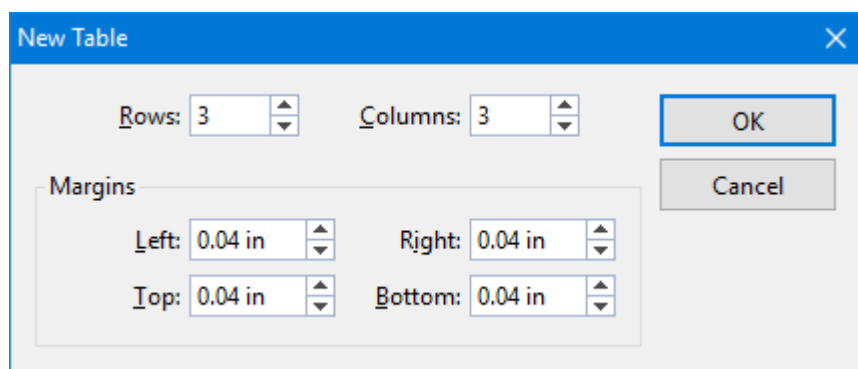 New Table
Rows: 3 Columns: 3 OK
Cancel
Margins
Left: 0.04 in Right: 0.04 in
Top: 0.04 in Bottom: 0.04 in